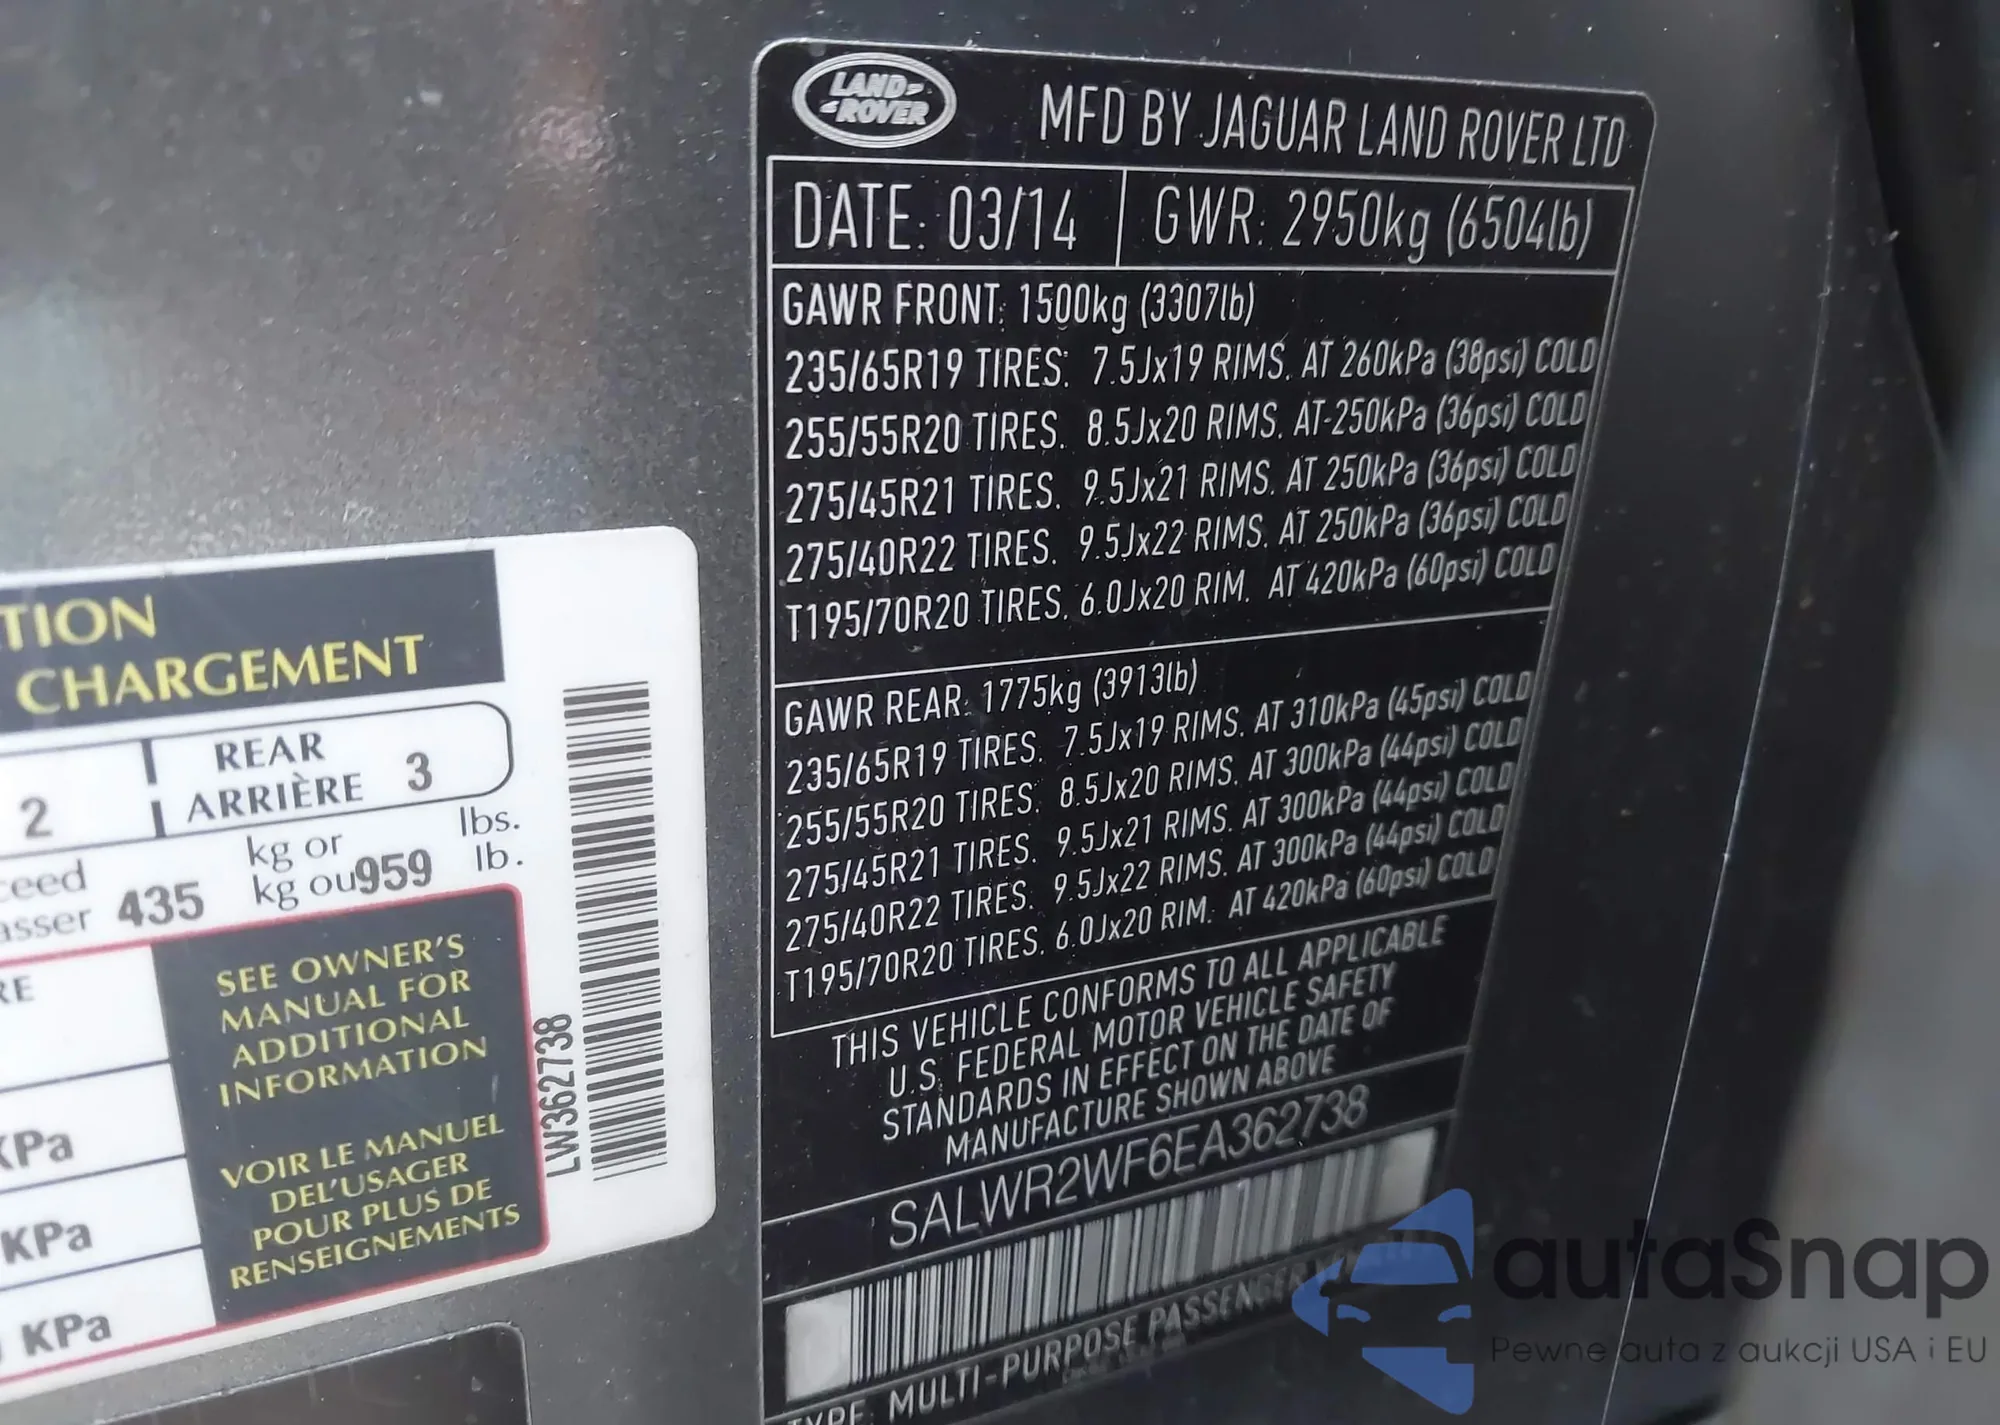 TION
CHARGEMENT
2
REAR
ARRIÈRE 3
kg or lbs.
ceed 435 kg ou 959 lb.
asser
RE
SEE OWNER'S
MANUAL FOR
ADDITIONAL
INFORMATION
KPa
VOIR LE MANUEL
DEL'USAGER
POUR PLUS DE
RENSEIGNEMENTS
KPa
KPa
LW362738
LAND
ROVER
MFD BY JAGUAR LAND ROVER LTD
DATE: 03/14 GWR: 2950kg (6504lb)
GAWR FRONT: 1500kg (3307lb)
235/65R19 TIRES: 7.5Jx19 RIMS. AT 260kPa (38psi) COLD
255/55R20 TIRES. 8.5Jx20 RIMS. AT-250kPa (36psi) COLD
275/45R21 TIRES. 9.5Jx21 RIMS. AT 250kPa (36psi) COLD
275/40R22 TIRES. 9.5Jx22 RIMS. AT 250kPa (36psi) COLD
T195/70R20 TIRES. 6.0Jx20 RIM. AT 420kPa (60psi) COLD
GAWR REAR: 1775kg (3913lb)
235/65R19 TIRES. 7.5Jx19 RIMS. AT 310kPa (45psi) COLD
255/55R20 TIRES: 8.5Jx20 RIMS. AT 300kPa (44psi) COLD
275/45R21 TIRES. 9.5Jx21 RIMS. AT 300kPa (44psi) COLD
275/40R22 TIRES. 9.5Jx22 RIMS. AT 300kPa (44psi) COLD
T195/70R20 TIRES. 6.0Jx20 RIM. AT 420kPa (60psi) COLD
THIS VEHICLE CONFORMS TO ALL APPLICABLE
U.S. FEDERAL MOTOR VEHICLE SAFETY
STANDARDS IN EFFECT ON THE DATE OF
MANUFACTURE SHOWN ABOVE
SALWR2WF6EA362738
TYPE: MULTI-PURPOSE PASSENGER
autaSnap
Pewne auta z aukcji USA i EU